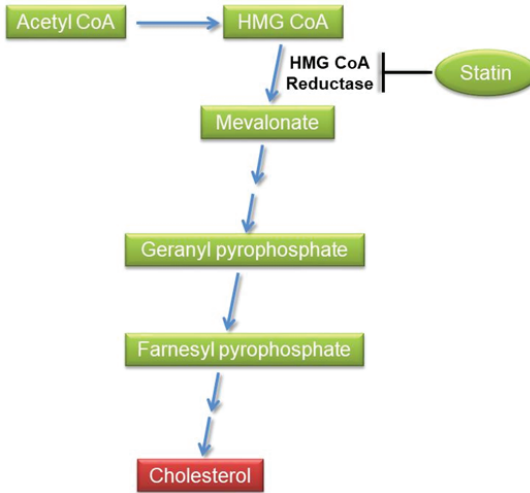 Acetyl CoA
HMG CoA
HMG CoA
Reductase
Statin
Mevalonate
Geranyl pyrophosphate
Farnesyl pyrophosphate
Cholesterol